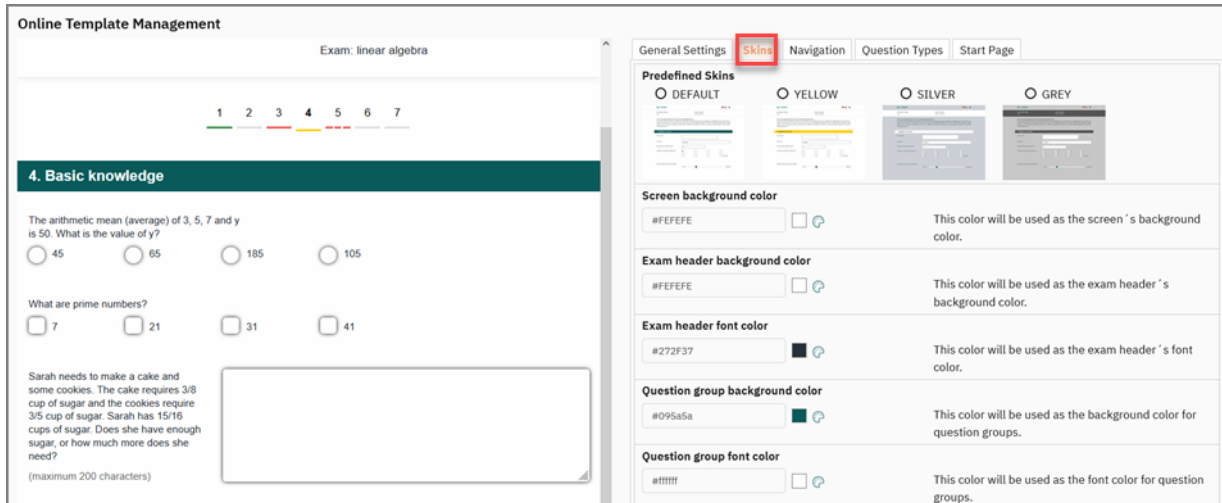 Online Template Management
Exam: linear algebra
1 2 3 4 5 6 7
4. Basic knowledge
The arithmetic mean (average) of 3, 5, 7 and y
is 50. What is the value of y?
45 65 185 105
What are prime numbers?
7 21 31 41
Sarah needs to make a cake and
some cookies. The cake requires 3/8
cup of sugar and the cookies require
3/5 cup of sugar. Sarah has 15/16
cups of sugar. Does she have enough
sugar, or how much more does she
need?
(maximum 200 characters)
General Settings Skins Navigation Question Types Start Page
Predefined Skins
DEFAULT YELLOW SILVER GREY
Screen background color
#FEFEFE
This color will be used as the screen´s background
color.
Exam header background color
#FEFEFE
This color will be used as the exam header´s
background color.
Exam header font color
#272F37
This color will be used as the exam header´s font
color.
Question group background color
#095a5a
This color will be used as the background color for
question groups.
Question group font color
#ffffff
This color will be used as the font color for question
groups.